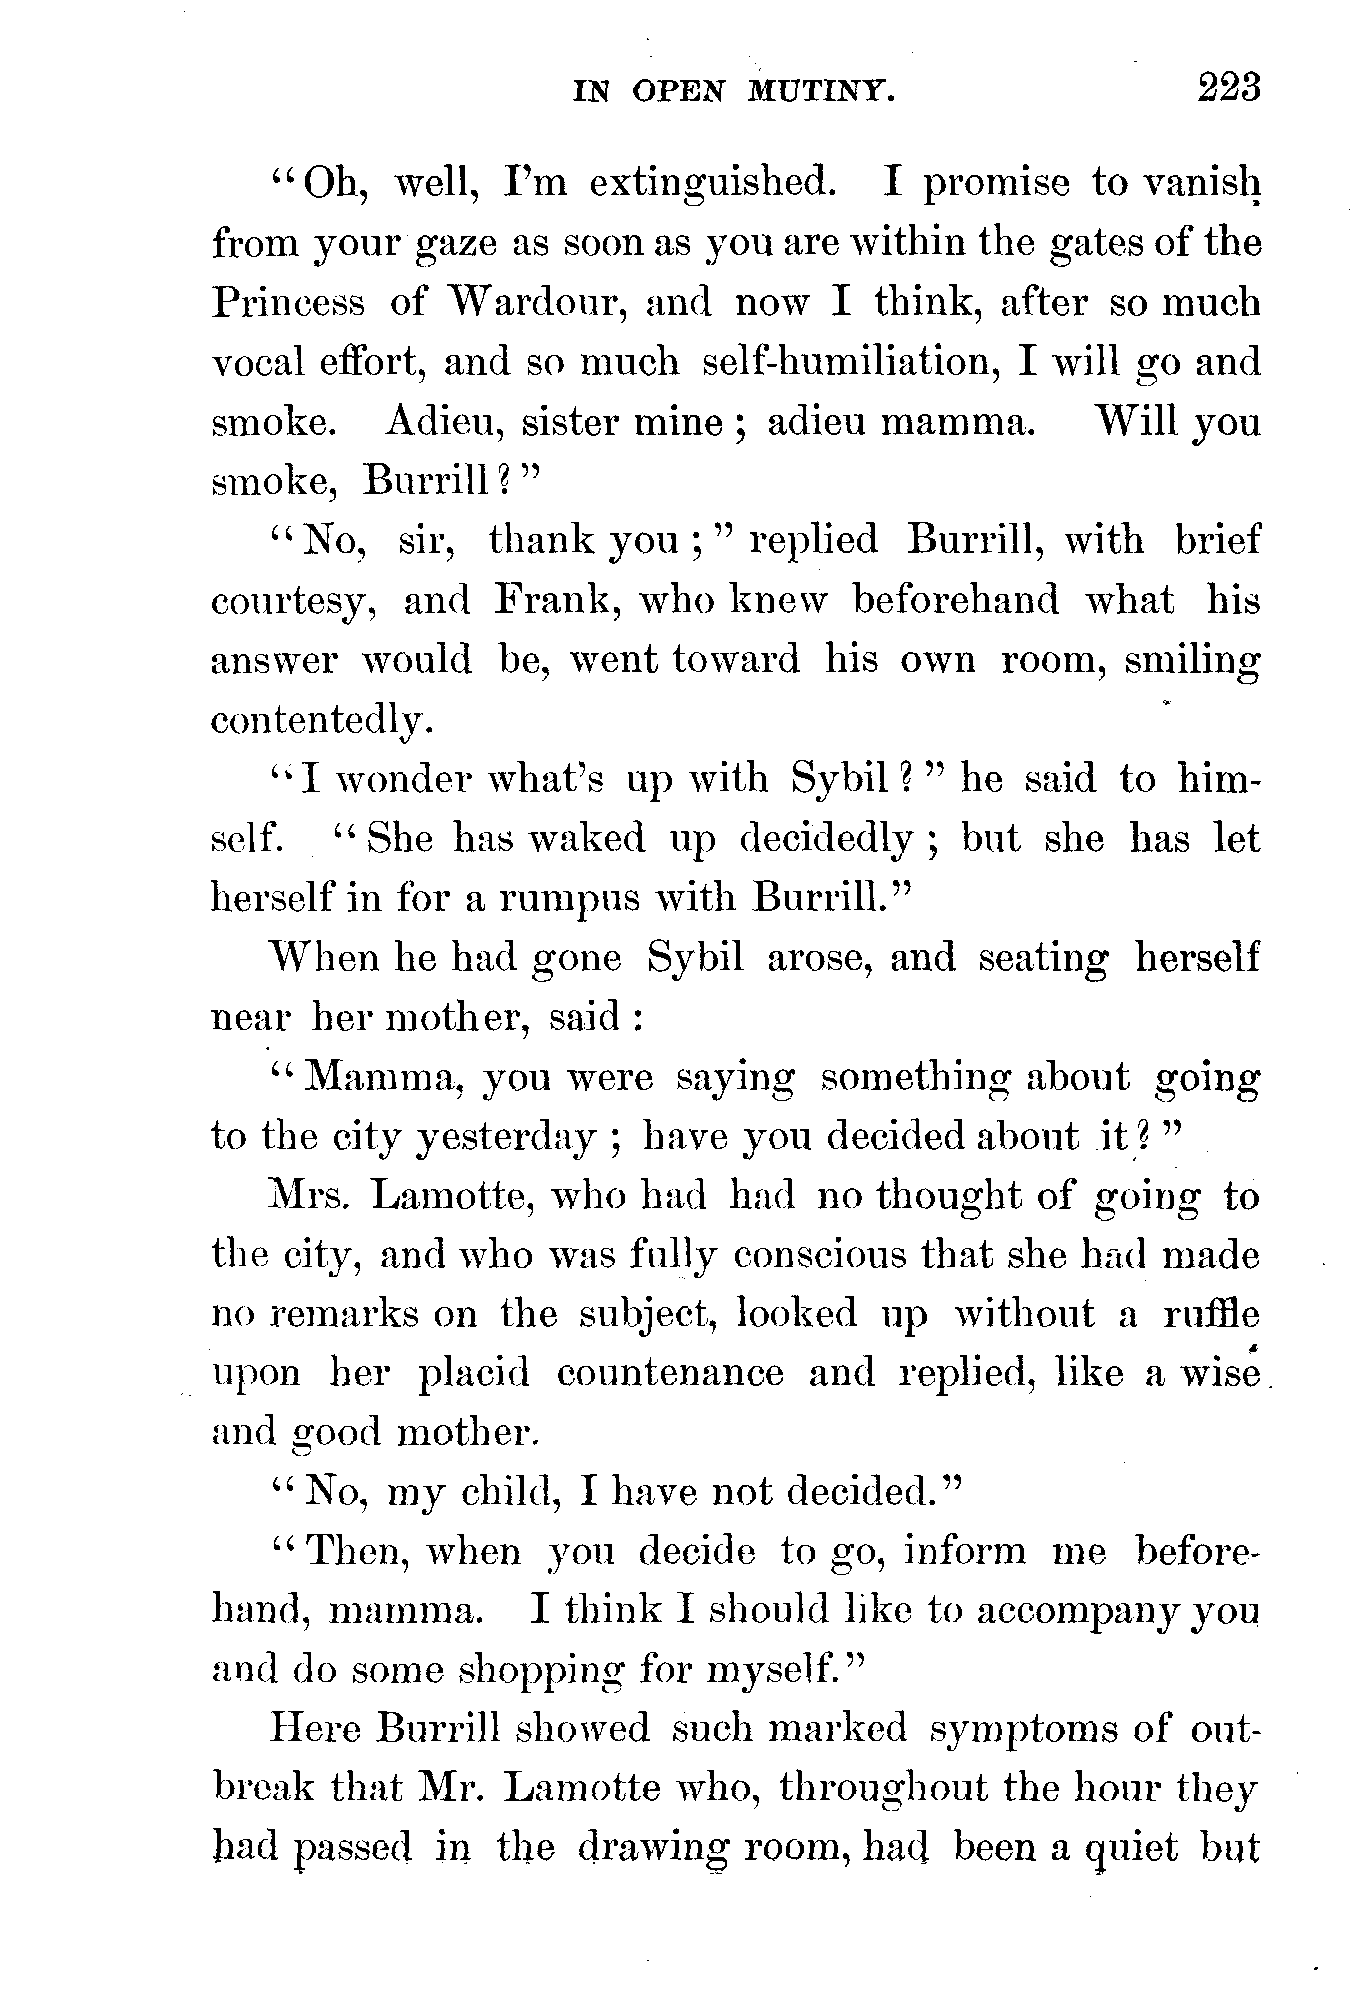 IN OPEN MUTINY. 223
“Oh, well, I’m extinguished. I promise to vanish
from your gaze as soon as you are within the gates of the
Princess of Wardour, and now I think, after so much
vocal effort, and so much self-humiliation, I will go and
smoke. Adieu, sister mine ; adieu mamma. Will you
smoke, Burrill ? ”
“ No, sir, thank you ; ” replied Burrill, with brief
courtesy, and Frank, who knew beforehand what his
answer would be, went toward his own room, smiling
contentedly.
“ I wonder what’s up with Sybil ? ” he said to him-
self. “ She has waked up decidedly ; but she has let
herself in for a rumpus with Burrill.”
When he had gone Sybil arose, and seating herself
near her mother, said :
“ Mamma, you were saying something about going
to the city yesterday ; have you decided about it ? ”
Mrs. Lamotte, who had had no thought of going to
the city, and who was fully conscious that she had made
no remarks on the subject, looked up without a ruffle
upon her placid countenance and replied, like a wise
and good mother.
“ No, my child, I have not decided.”
“ Then, when you decide to go, inform me before-
hand, mamma. I think I should like to accompany you
and do some shopping for myself.”
Here Burrill showed such marked symptoms of out-
break that Mr. Lamotte who, throughout the hour they
had passed in the drawing room, had been a quiet but